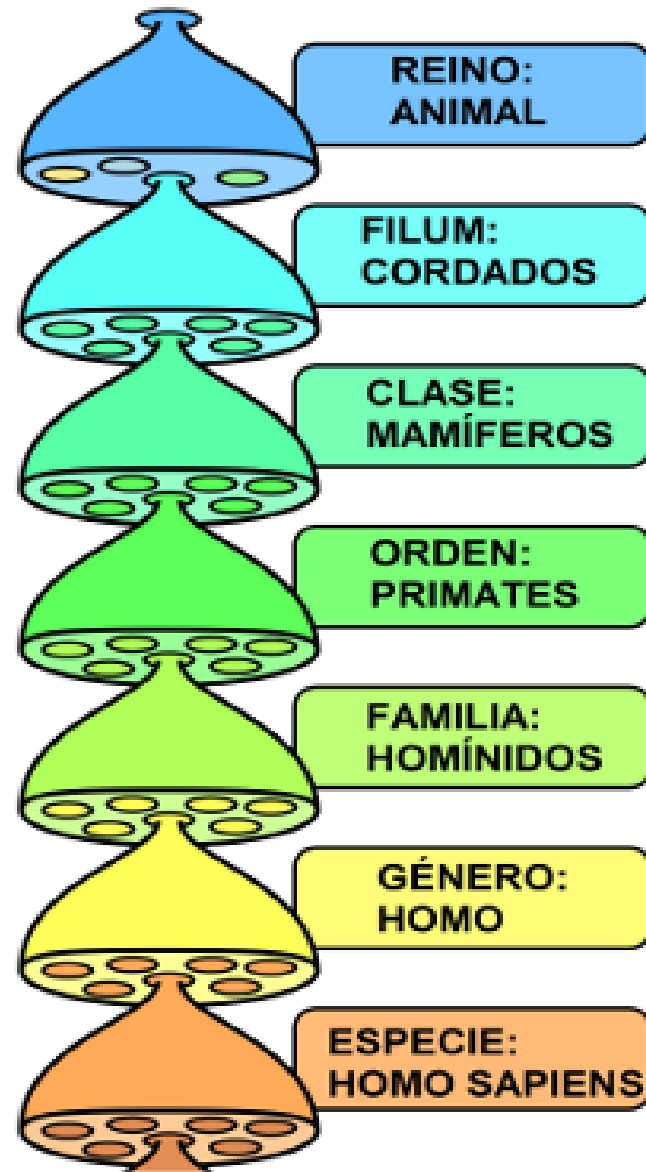 REINO:
ANIMAL
FILUM:
CORDADOS
CLASE:
MAMÍFEROS
ORDEN:
PRIMATES
FAMILIA:
HOMÍNIDOS
GÉNERO:
HOMO
ESPECIE:
HOMO SAPIENS